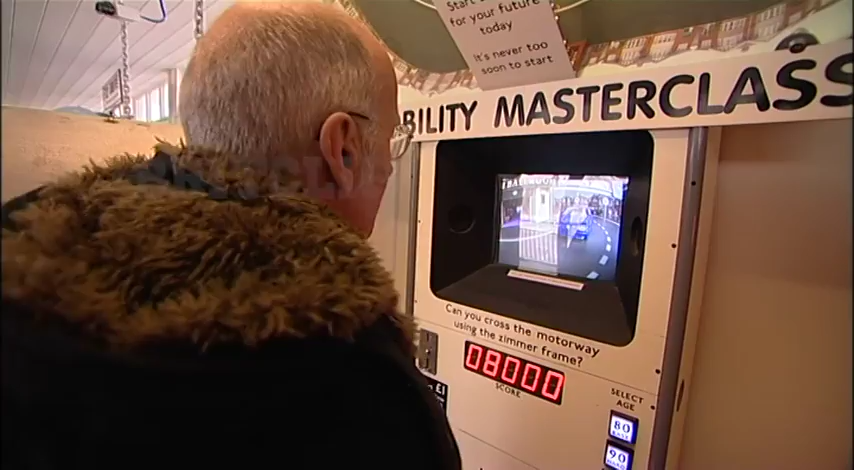 Start
for your future
today
it's never too
soon to start
BILITY MASTERCLASS
Can you cross the motorway
using the zimmer frame?
08000
SCORE
£1
SELECT
AGE
80
90